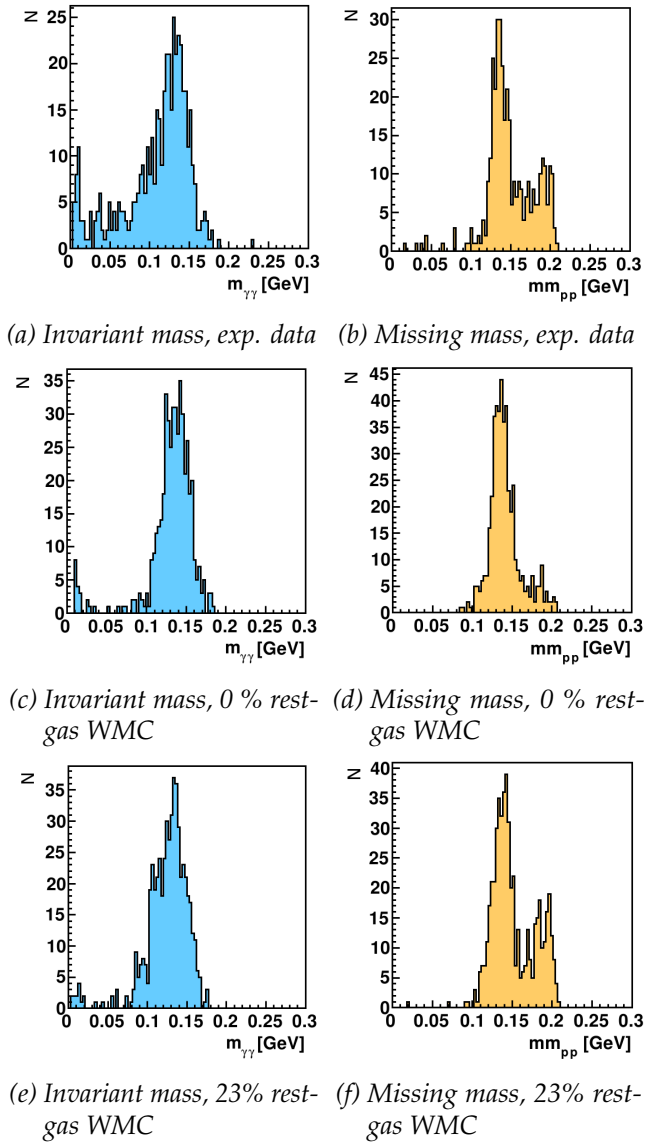 N
25
20
15
10
5
0
0 0.05 0.1 0.15 0.2 0.25 0.3
mγγ [GeV]
(a) Invariant mass, exp. data
N
30
25
20
15
10
5
0
0 0.05 0.1 0.15 0.2 0.25 0.3
mmpp [GeV]
(b) Missing mass, exp. data
N
35
30
25
20
15
10
5
0
0 0.05 0.1 0.15 0.2 0.25 0.3
mγγ [GeV]
(c) Invariant mass, 0 % rest-
gas WMC
N
45
40
35
30
25
20
15
10
5
0
0 0.05 0.1 0.15 0.2 0.25 0.3
mmpp [GeV]
(d) Missing mass, 0 % rest-
gas WMC
N
35
30
25
20
15
10
5
0
0 0.05 0.1 0.15 0.2 0.25 0.3
mγγ [GeV]
(e) Invariant mass, 23% rest-
gas WMC
N
40
35
30
25
20
15
10
5
0
0 0.05 0.1 0.15 0.2 0.25 0.3
mmpp [GeV]
(f) Missing mass, 23% rest-
gas WMC